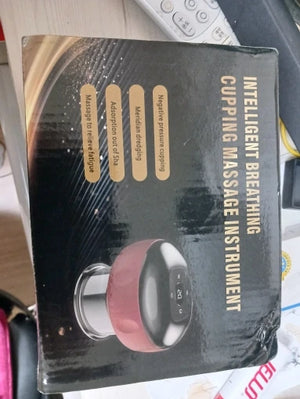 INTELLIGENT BREATHING
CUPPING MASSAGE INSTRUMENT
Negative pressure cupping
Meridian dredging
Adsorption out of Sha
Massage to relieve fatigue